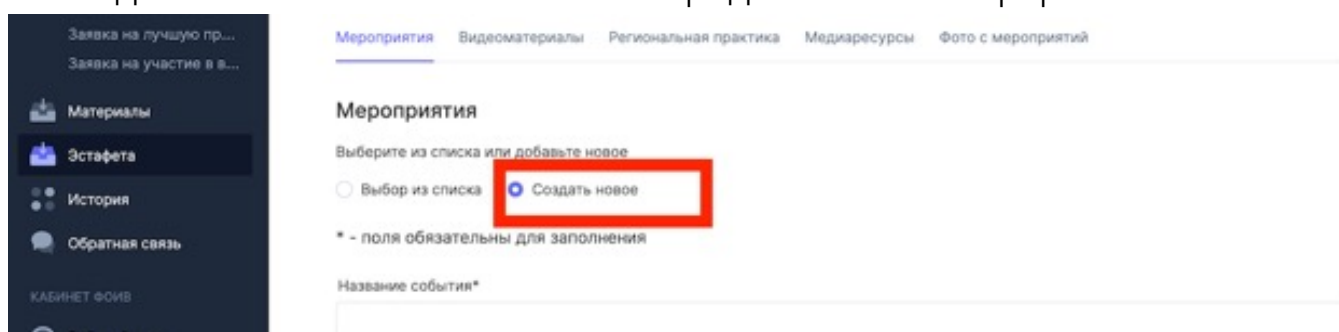 Заявка на лучшую пр...
Заявка на участие в в...
Материалы
Эстафета
История
Обратная связь
КАБИНЕТ ФОИВ
Мероприятия Видеоматериалы Региональная практика Медиаресурсы Фото с мероприятий
Мероприятия
Выберите из списка или добавьте новое
Выбор из списка Создать новое
* - поля обязательны для заполнения
Название события*